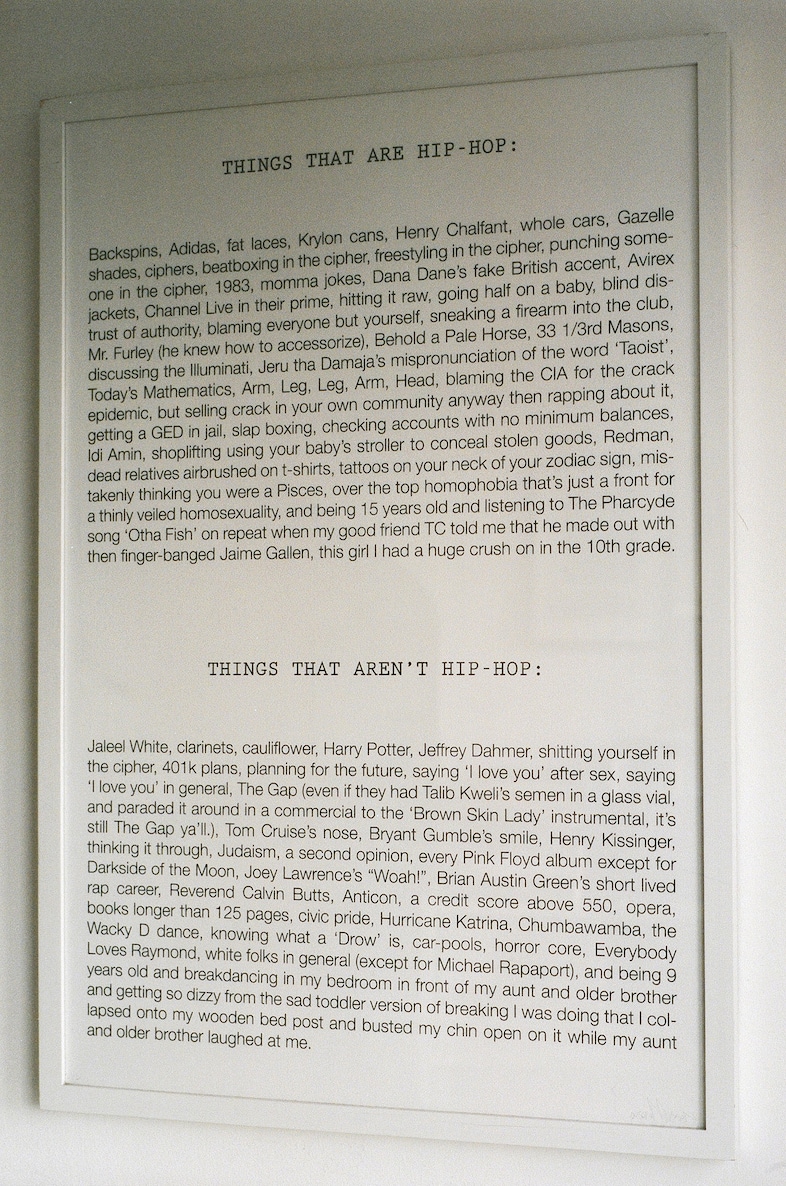 THINGS THAT ARE HIP-HOP:
Backspins, Adidas, fat laces, Krylon cans, Henry Chalfant, whole cars, Gazelle
shades, ciphers, beatboxing in the cipher, freestyling in the cipher, punching some-
one in the cipher, 1983, momma jokes, Dana Dane's fake British accent, Avirex
jackets, Channel Live in their prime, hitting it raw, going half on a baby, blind dis-
trust of authority, blaming everyone but yourself, sneaking a firearm into the club,
Mr. Furley (he knew how to accessorize), Behold a Pale Horse, 33 1/3rd Masons,
discussing the Illuminati, Jeru tha Damaja's mispronunciation of the word 'Taoist',
Today's Mathematics, Arm, Leg, Leg, Arm, Head, blaming the CIA for the crack
epidemic, but selling crack in your own community anyway then rapping about it,
getting a GED in jail, slap boxing, checking accounts with no minimum balances,
Idi Amin, shoplifting using your baby's stroller to conceal stolen goods, Redman,
dead relatives airbrushed on t-shirts, tattoos on your neck of your zodiac sign, mis-
takenly thinking you were a Pisces, over the top homophobia that's just a front for
a thinly veiled homosexuality, and being 15 years old and listening to The Pharcyde
song 'Otha Fish' on repeat when my good friend TC told me that he made out with
then finger-banged Jaime Gallen, this girl I had a huge crush on in the 10th grade.
THINGS THAT AREN'T HIP-HOP:
Jaleel White, clarinets, cauliflower, Harry Potter, Jeffrey Dahmer, shitting yourself in
the cipher, 401k plans, planning for the future, saying 'I love you' after sex, saying
'I love you' in general, The Gap (even if they had Talib Kweli's semen in a glass vial,
and paraded it around in a commercial to the 'Brown Skin Lady' instrumental, it's
still The Gap ya'll.), Tom Cruise's nose, Bryant Gumble's smile, Henry Kissinger,
thinking it through, Judaism, a second opinion, every Pink Floyd album except for
Darkside of the Moon, Joey Lawrence's "Woah!", Brian Austin Green's short lived
rap career, Reverend Calvin Butts, Anticon, a credit score above 550, opera,
books longer than 125 pages, civic pride, Hurricane Katrina, Chumbawamba, the
Wacky D dance, knowing what a 'Drow' is, car-pools, horror core, Everybody
Loves Raymond, white folks in general (except for Michael Rapaport), and being 9
years old and breakdancing in my bedroom in front of my aunt and older brother
and getting so dizzy from the sad toddler version of breaking I was doing that I col-
lapsed onto my wooden bed post and busted my chin open on it while my aunt
and older brother laughed at me.